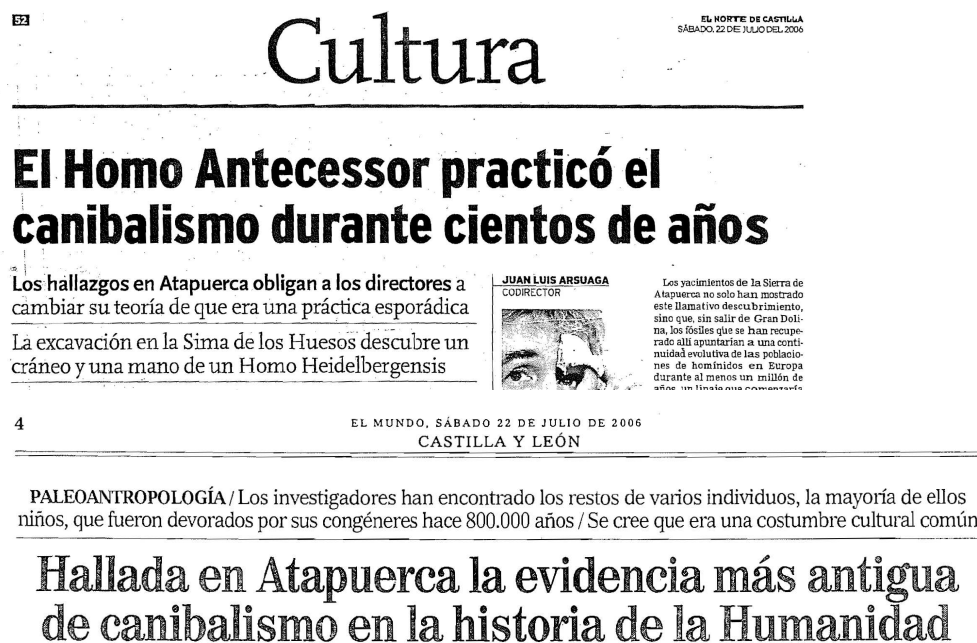 52
EL NORTE DE CASTILLA
SÁBADO. 22 DE JULIO DEL 2006
Cultura
El Homo Antecessor practicó el
canibalismo durante cientos de años
Los hallazgos en Atapuerca obligan a los directores a
cambiar su teoría de que era una práctica esporádica
La excavación en la Sima de los Huesos descubre un
cráneo y una mano de un Homo Heidelbergensis
JUAN LUIS ARSUAGA
CODIRECTOR
Los yacimientos de la Sierra de
Atapuerca no solo han mostrado
este llamativo descubrimiento,
sino que, sin salir de Gran Doli-
na, los fósiles que se han recupe-
rado allí apuntarían a una conti-
nuidad evolutiva de las poblacio-
nes de homínidos en Europa
durante al menos un millón de
años, un linaje que comenzaría
4
EL MUNDO, SÁBADO 22 DE JULIO DE 2006
CASTILLA Y LEÓN
PALEOANTROPOLOGÍA / Los investigadores han encontrado los restos de varios individuos, la mayoría de ellos
niños, que fueron devorados por sus congéneres hace 800.000 años / Se cree que era una costumbre cultural común
Hallada en Atapuerca la evidencia más antigua
de canibalismo en la historia de la Humanidad